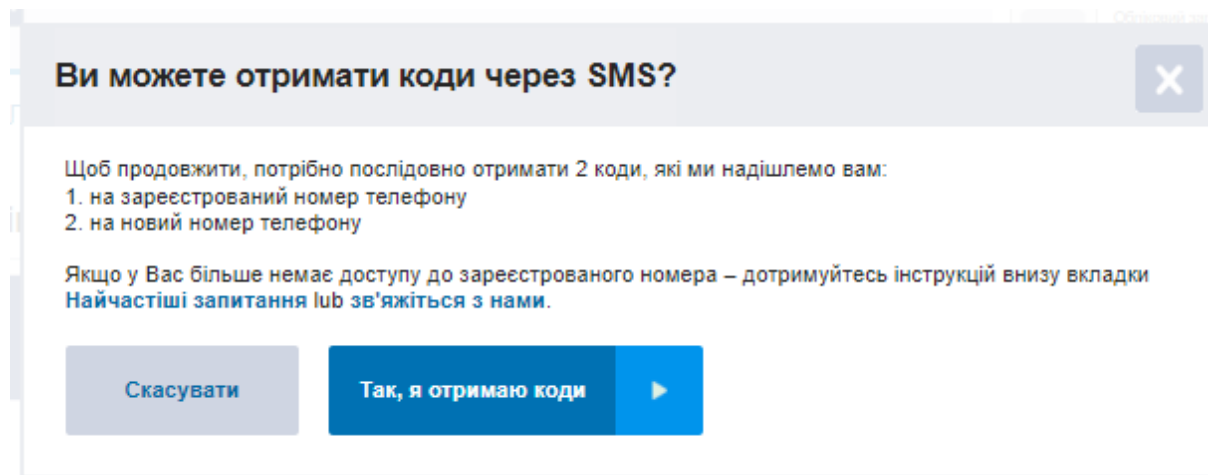 Ви можете отримати коди через SMS?
Щоб продовжити, потрібно послідовно отримати 2 коди, які ми надішлемо вам:
1. на зареєстрований номер телефону
2. на новий номер телефону
Якщо у Вас більше немає доступу до зареєстрованого номера – дотримуйтесь інструкцій внизу вкладки
Найчастіші запитання lub зв'яжіться з нами.
Скасувати
Так, я отримаю коди